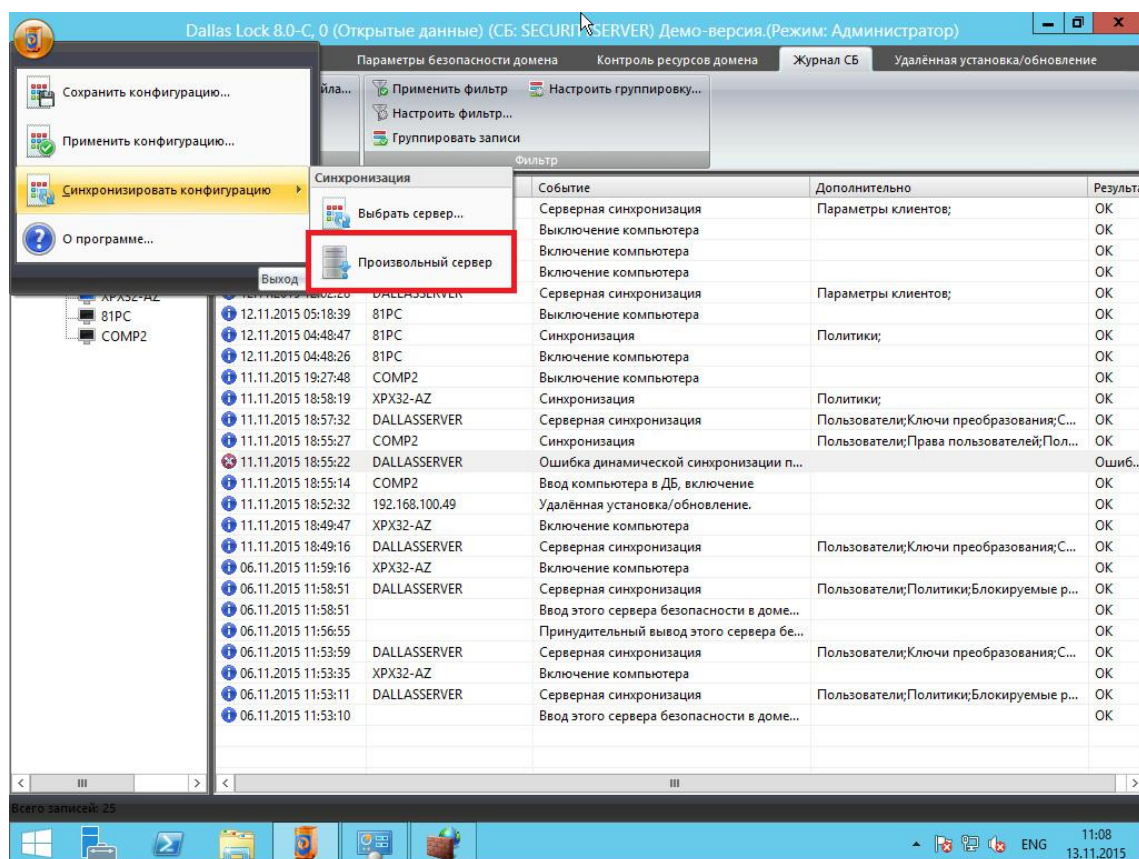 Dallas Lock 8.0-C, 0 (Открытые данные) (СБ: SECURITYSERVER) Демо-версия.(Режим: Администратор)
Параметры безопасности домена Контроль ресурсов домена Журнал СБ Удалённая установка/обновление
Сохранить конфигурацию...
Применить конфигурацию...
Синхронизировать конфигурацию
О программе...
Выход
йла...
Применить фильтр Настроить группировку...
Настроить фильтр...
Группировать записи
Фильтр
Синхронизация
Выбрать сервер...
Произвольный сервер
XPX32-AZ
81PC
COMP2
Событие Дополнительно Результа
Серверная синхронизация Параметры клиентов; OK
Выключение компьютера OK
Включение компьютера OK
Включение компьютера OK
DALLASSERVER Серверная синхронизация Параметры клиентов; OK
12.11.2015 05:18:39 81PC Выключение компьютера OK
12.11.2015 04:48:47 81PC Синхронизация Политики; OK
12.11.2015 04:48:26 81PC Включение компьютера OK
11.11.2015 19:27:48 COMP2 Выключение компьютера OK
11.11.2015 18:58:19 XPX32-AZ Синхронизация Политики; OK
11.11.2015 18:57:32 DALLASSERVER Серверная синхронизация Пользователи;Ключи преобразования;С... OK
11.11.2015 18:55:27 COMP2 Синхронизация Пользователи;Права пользователей;Пол... OK
11.11.2015 18:55:22 DALLASSERVER Ошибка динамической синхронизации п... Ошиб..
11.11.2015 18:55:14 COMP2 Ввод компьютера в ДБ, включение OK
11.11.2015 18:52:32 192.168.100.49 Удалённая установка/обновление. OK
11.11.2015 18:49:47 XPX32-AZ Включение компьютера OK
11.11.2015 18:49:16 DALLASSERVER Серверная синхронизация Пользователи;Ключи преобразования;С... OK
06.11.2015 11:59:16 XPX32-AZ Включение компьютера OK
06.11.2015 11:58:51 DALLASSERVER Серверная синхронизация Пользователи;Политики;Блокируемые р... OK
06.11.2015 11:58:51 Ввод этого сервера безопасности в доме... OK
06.11.2015 11:56:55 Принудительный вывод этого сервера бе... OK
06.11.2015 11:53:59 DALLASSERVER Серверная синхронизация Пользователи;Ключи преобразования;С... OK
06.11.2015 11:53:35 XPX32-AZ Включение компьютера OK
06.11.2015 11:53:11 DALLASSERVER Серверная синхронизация Пользователи;Политики;Блокируемые р... OK
06.11.2015 11:53:10 Ввод этого сервера безопасности в доме... OK
Всего записей: 25
ENG
11:08
13.11.2015